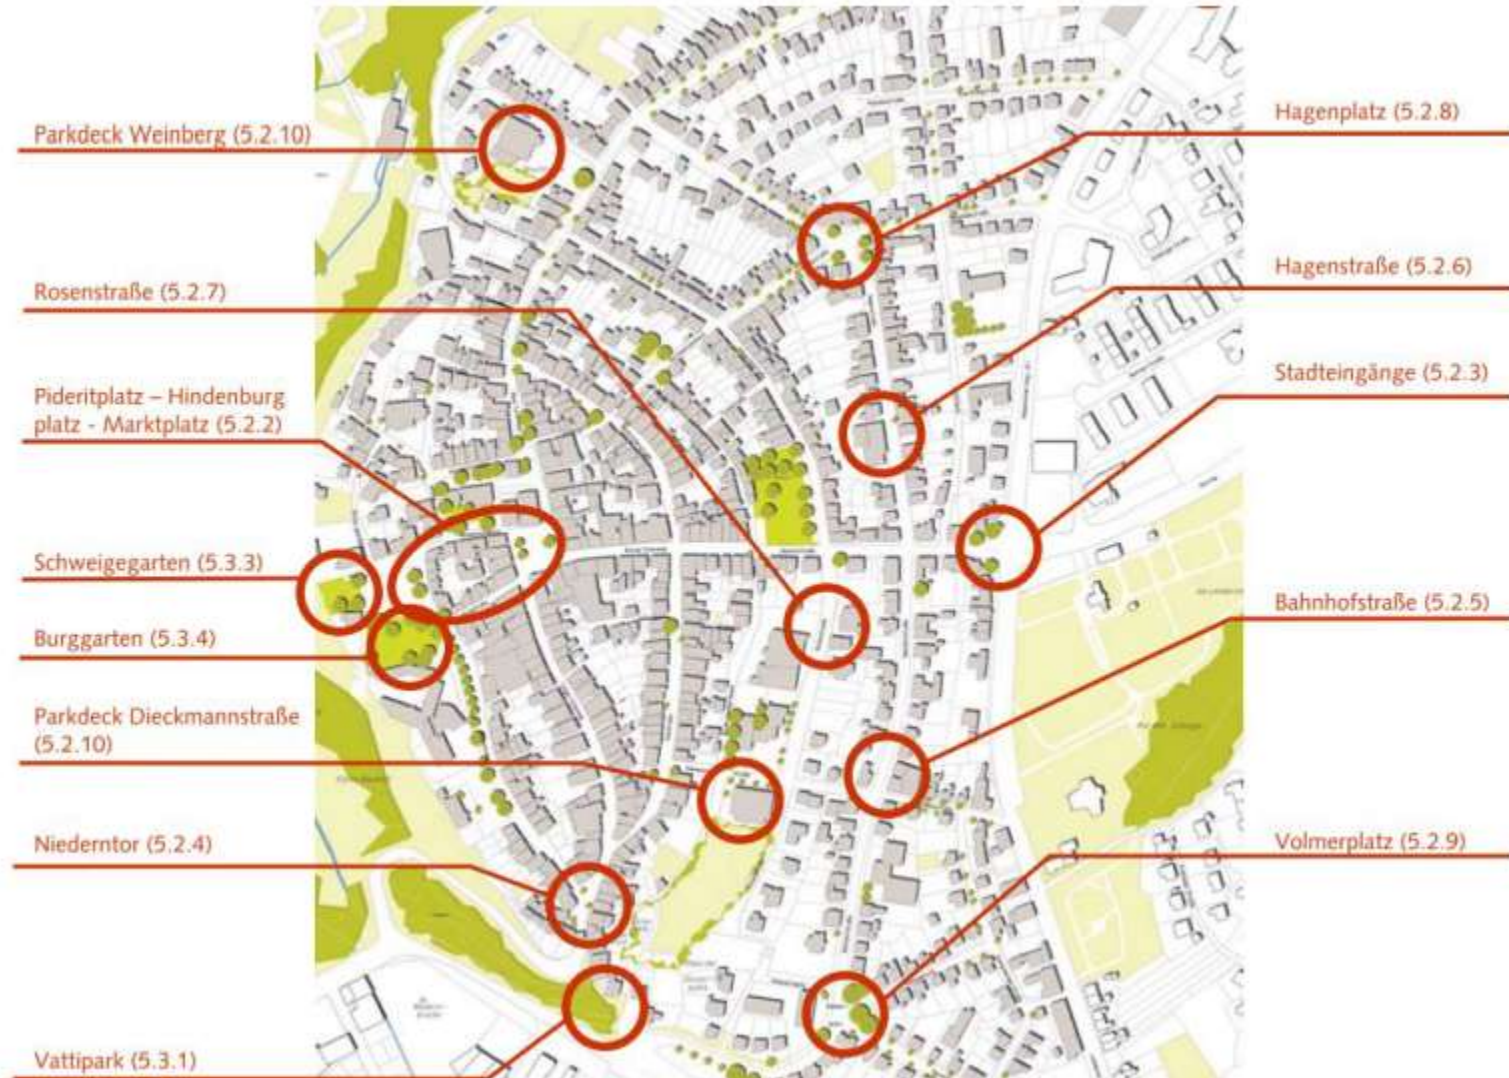 Parkdeck Weinberg (5.2.10)
Rosenstraße (5.2.7)
Pideritplatz – Hindenburg
platz - Marktplatz (5.2.2)
Schweigegarten (5.3.3)
Burggarten (5.3.4)
Parkdeck Dieckmannstraße
(5.2.10)
Niederntor (5.2.4)
Vattipark (5.3.1)
Hagenplatz (5.2.8)
Hagenstraße (5.2.6)
Stadteingänge (5.2.3)
Bahnhofstraße (5.2.5)
Volmerplatz (5.2.9)